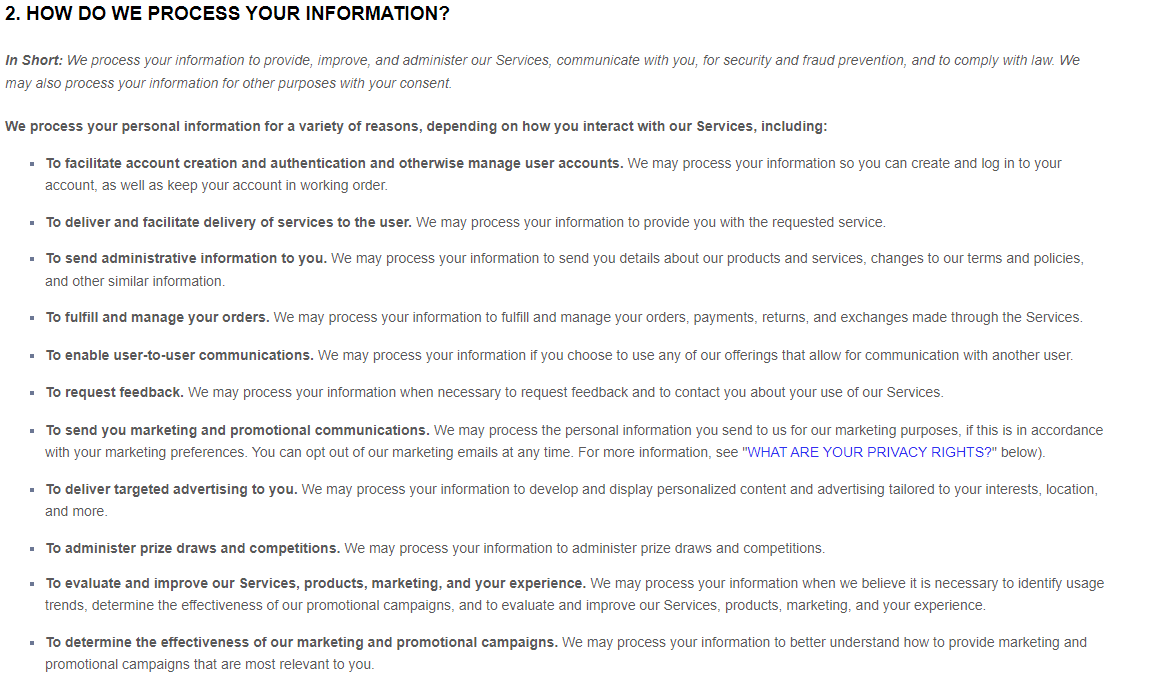 2. HOW DO WE PROCESS YOUR INFORMATION?
In Short: We process your information to provide, improve, and administer our Services, communicate with you, for security and fraud prevention, and to comply with law. We
may also process your information for other purposes with your consent.
We process your personal information for a variety of reasons, depending on how you interact with our Services, including:
▪ To facilitate account creation and authentication and otherwise manage user accounts. We may process your information so you can create and log in to your
account, as well as keep your account in working order.
▪ To deliver and facilitate delivery of services to the user. We may process your information to provide you with the requested service.
▪ To send administrative information to you. We may process your information to send you details about our products and services, changes to our terms and policies,
and other similar information.
▪ To fulfill and manage your orders. We may process your information to fulfill and manage your orders, payments, returns, and exchanges made through the Services.
▪ To enable user-to-user communications. We may process your information if you choose to use any of our offerings that allow for communication with another user.
▪ To request feedback. We may process your information when necessary to request feedback and to contact you about your use of our Services.
▪ To send you marketing and promotional communications. We may process the personal information you send to us for our marketing purposes, if this is in accordance
with your marketing preferences. You can opt out of our marketing emails at any time. For more information, see "WHAT ARE YOUR PRIVACY RIGHTS?" below).
▪ To deliver targeted advertising to you. We may process your information to develop and display personalized content and advertising tailored to your interests, location,
and more.
▪ To administer prize draws and competitions. We may process your information to administer prize draws and competitions.
▪ To evaluate and improve our Services, products, marketing, and your experience. We may process your information when we believe it is necessary to identify usage
trends, determine the effectiveness of our promotional campaigns, and to evaluate and improve our Services, products, marketing, and your experience.
▪ To determine the effectiveness of our marketing and promotional campaigns. We may process your information to better understand how to provide marketing and
promotional campaigns that are most relevant to you.